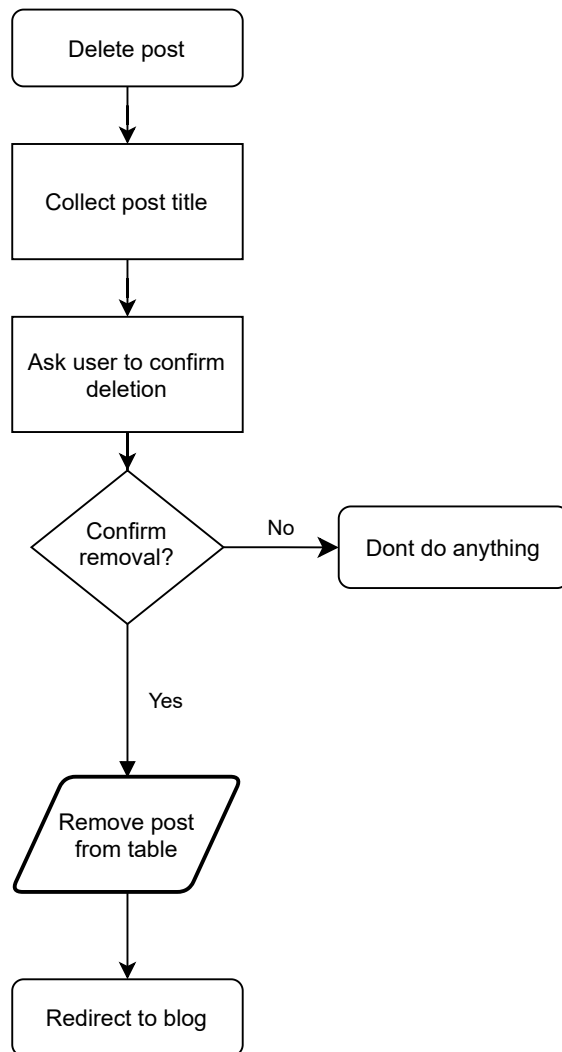 Delete post
Collect post title
Ask user to confirm
deletion
Confirm
removal?
No
Dont do anything
Yes
Remove post
from table
Redirect to blog